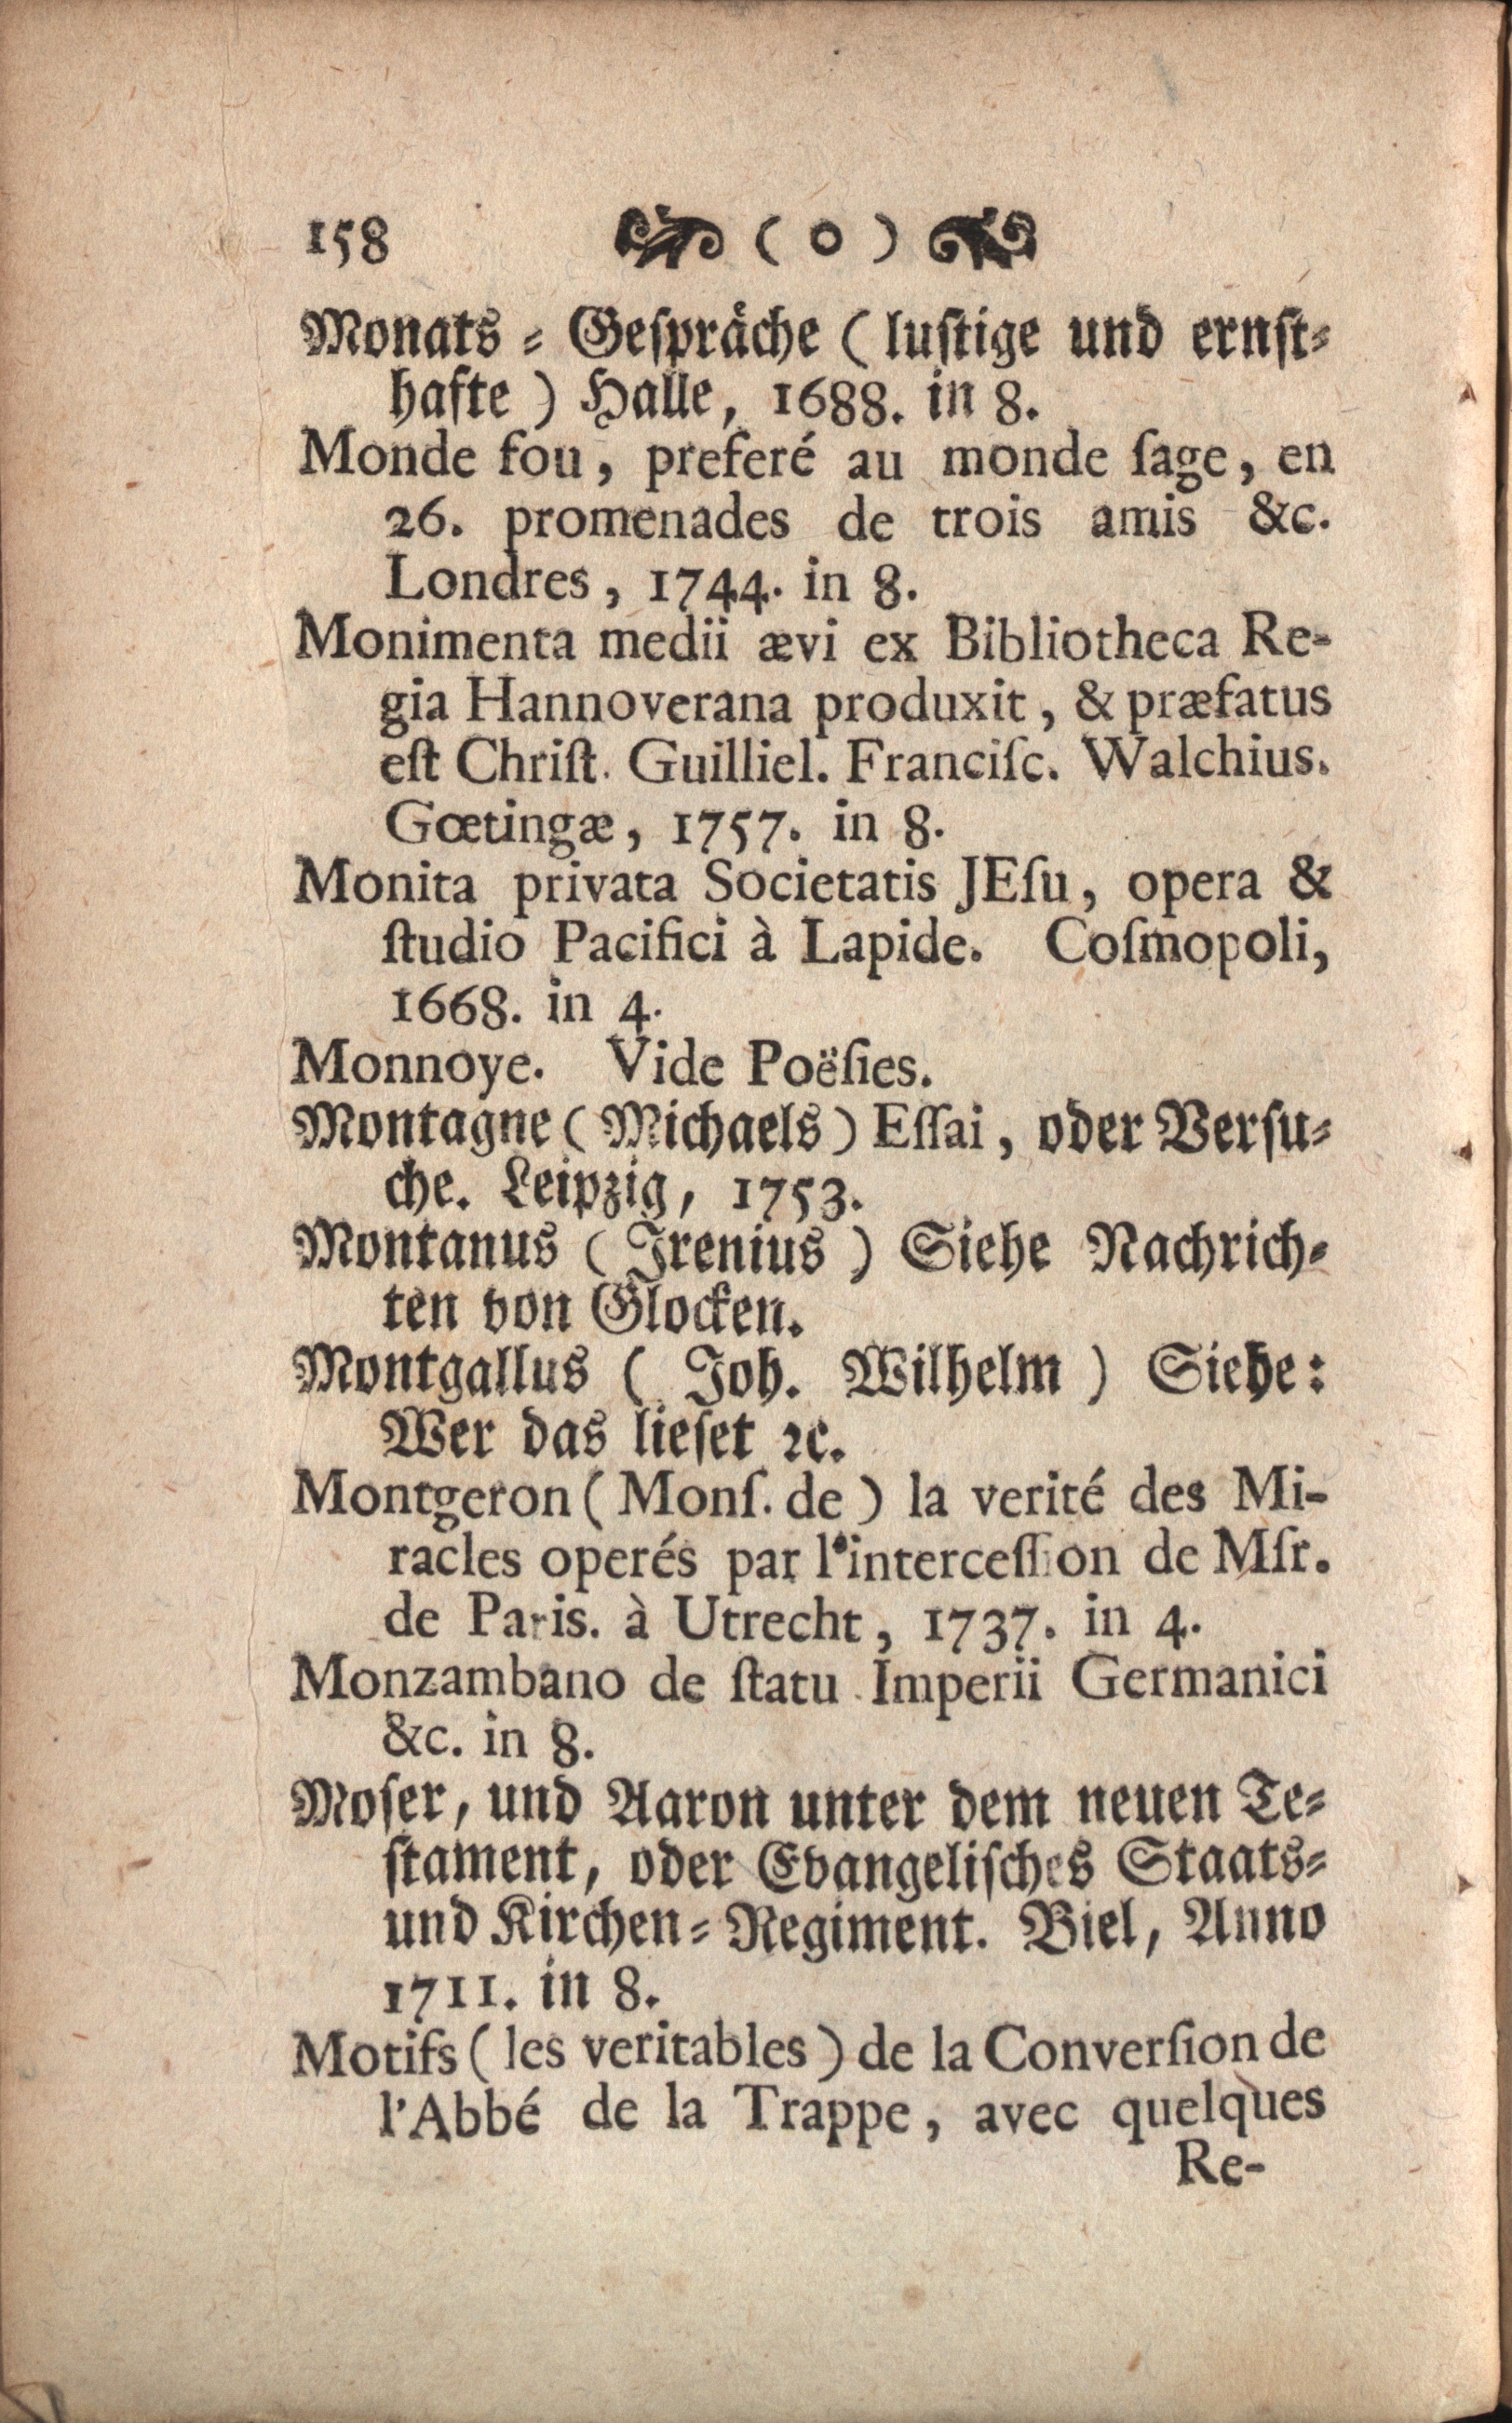 158 ( o )
Monats = Geſpräche ( luſtige und ernſt=
hafte ) Halle, 1688. in 8.
Monde fou, preferé au monde ſage, en
26. promenades de trois amis &c.
Londres, 1744. in 8.
Monimenta medii ævi ex Bibliotheca Re-
gia Hannoverana produxit, & præfatus
eſt Chriſt. Guilliel. Franciſc. Walchius.
Gœtingæ, 1757. in 8.
Monita privata Societatis JEſu, opera &
ſtudio Pacifici à Lapide. Coſmopoli,
1668. in 4.
Monnoye. Vide Poëſies.
Montagne ( Michaels ) Eſſai, oder Verſu=
che. Leipzig, 1753.
Montanus ( Irenius ) Siehe Nachrich=
ten von Glocken.
Montgallus ( Joh. Wilhelm ) Siehe:
Wer das lieſet ꝛc.
Montgeron ( Monſ. de ) la verité des Mi-
racles operés par l'interceſſion de Mſr.
de Paris. à Utrecht, 1737. in 4.
Monzambano de ſtatu Imperii Germanici
&c. in 8.
Moſer, und Aaron unter dem neuen Te=
ſtament, oder Evangeliſches Staats=
und Kirchen=Regiment. Biel, Anno
1711. in 8.
Motifs ( les veritables ) de la Converſion de
l'Abbé de la Trappe, avec quelques
Re-